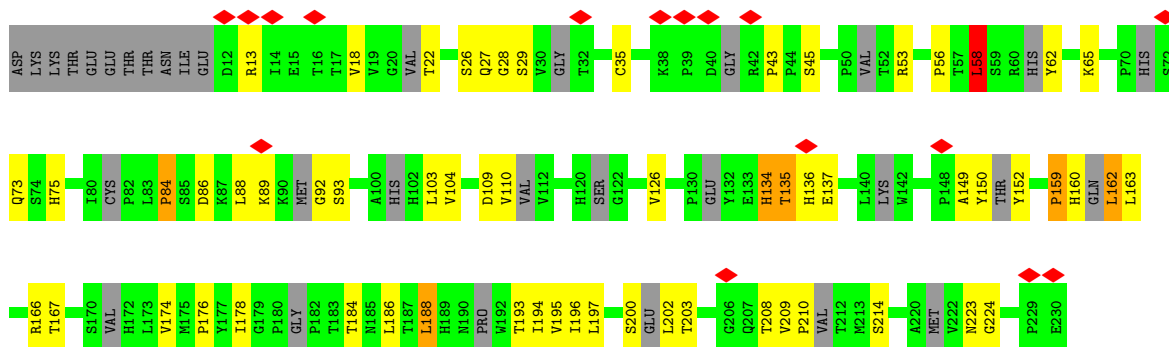 ASP LYS LYS THR GLU GLU THR THR ASN ILE GLU D12 R13 I14 E15 T16 T17 V18 V19 G20 VAL T22 S26 Q27 G28 S29 V30 GLY T32 C35 K38 P39 D40 GLY R42 P43 P44 S45 P50 VAL T52 R53 P56 T57 L58 S59 R60 HIS Y62 K65 P70 HIS S72
Q73 S74 H75 I80 CYS P82 L83 P84 S85 D86 K87 L88 K89 K90 MET G92 S93 A100 HIS H102 L103 V104 D109 V110 VAL V112 H120 SER G122 V126 P130 GLU Y132 E133 H134 T135 H136 E137 L140 LYS W142 P148 A149 Y150 THR Y152 P159 H160 GLN L162 L163
R166 T167 S170 VAL H172 L173 V174 M175 P176 Y177 I178 G179 P180 GLY P182 T183 T184 N185 L186 T187 L188 H189 N190 PRO W192 T193 I194 V195 I196 L197 S200 GLU L202 T203 G206 Q207 T208 V209 P210 VAL T212 M213 S214 A220 MET V222 N223 G224 P229 E230